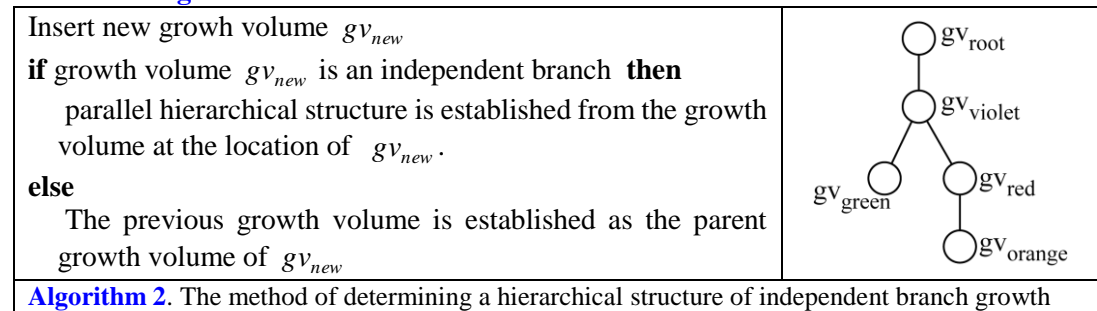 Insert new growh volume gv_new
if growth volume gv_new is an independent branch then
parallel hierarchical structure is established from the growth
volume at the location of gv_new.
else
The previous growth volume is established as the parent
growth volume of gv_new
gv_root
gv_violet
gv_green
gv_red
gv_orange
Algorithm 2. The method of determining a hierarchical structure of independent branch growth